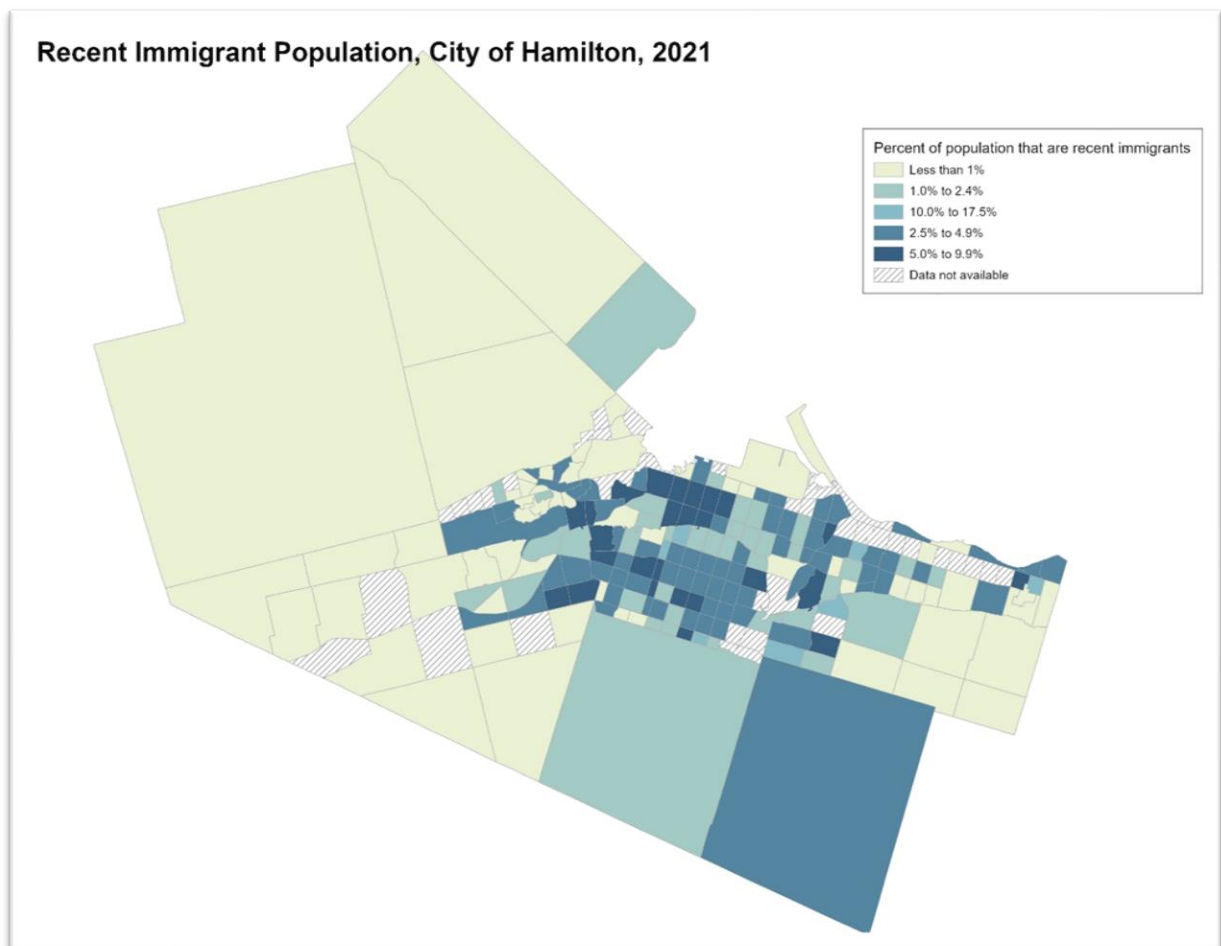 Recent Immigrant Population, City of Hamilton, 2021
Percent of population that are recent immigrants
Less than 1%
1.0% to 2.4%
10.0% to 17.5%
2.5% to 4.9%
5.0% to 9.9%
Data not available